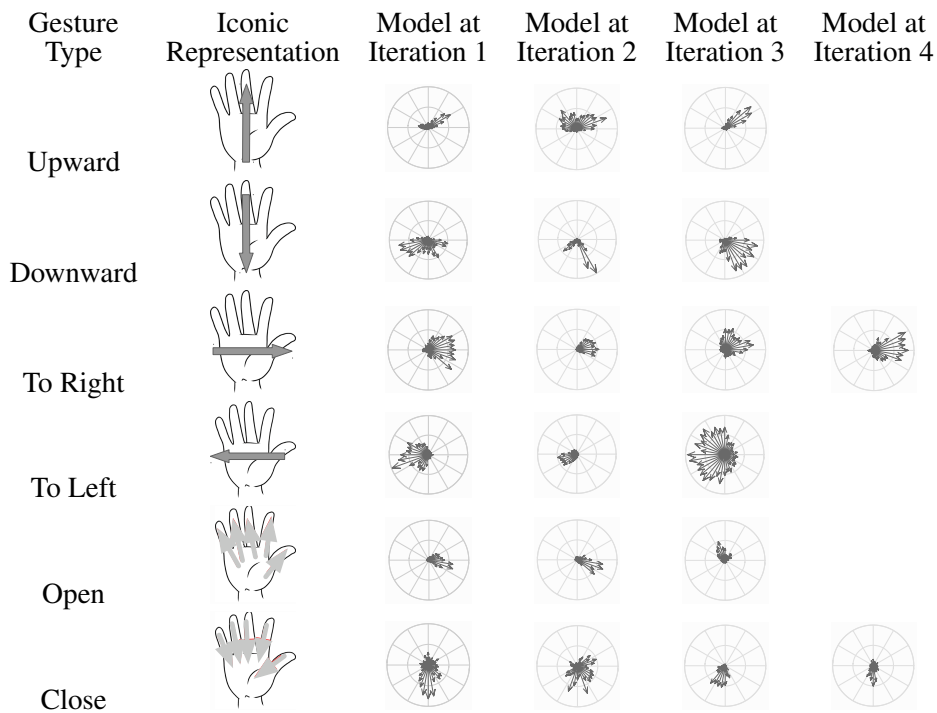 Gesture Type Iconic Representation Model at Iteration 1 Model at Iteration 2 Model at Iteration 3 Model at Iteration 4
Upward
Downward
To Right
To Left
Open
Close